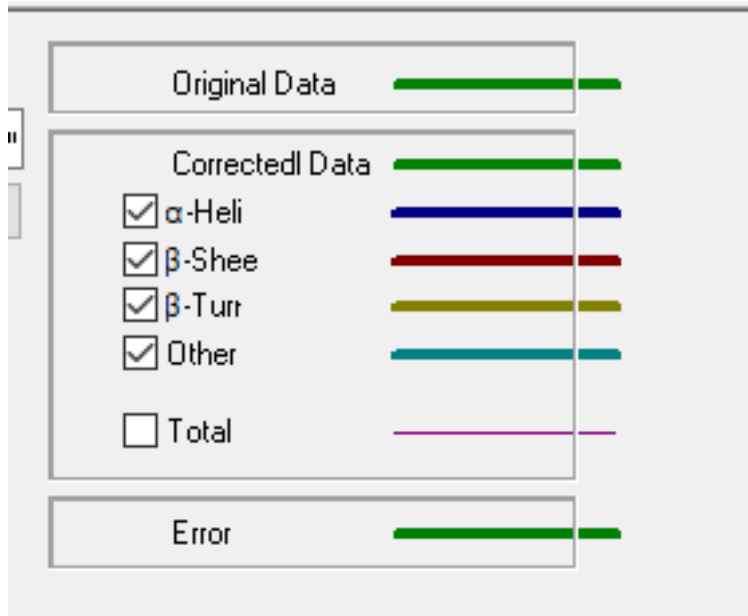 Original Data
Correctedl Data
α-Heli
β-Shee
β-Turr
Other
Total
Error